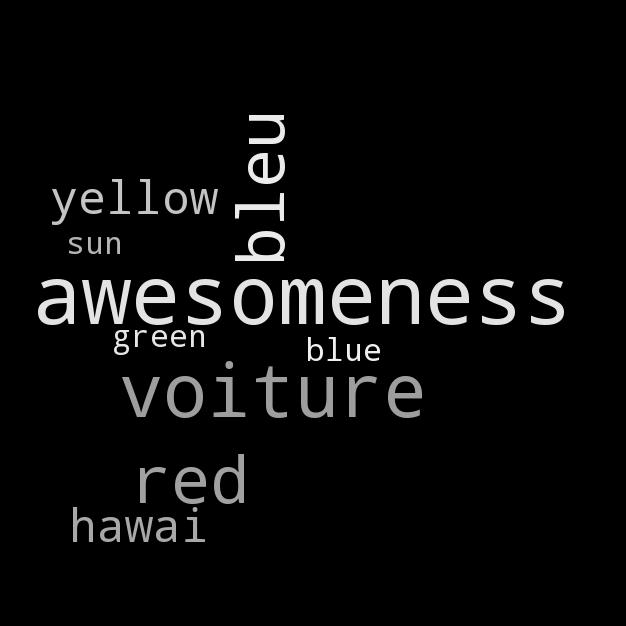 bleu
yellow
sun
awesomeness
green
blue
voiture
red
hawai